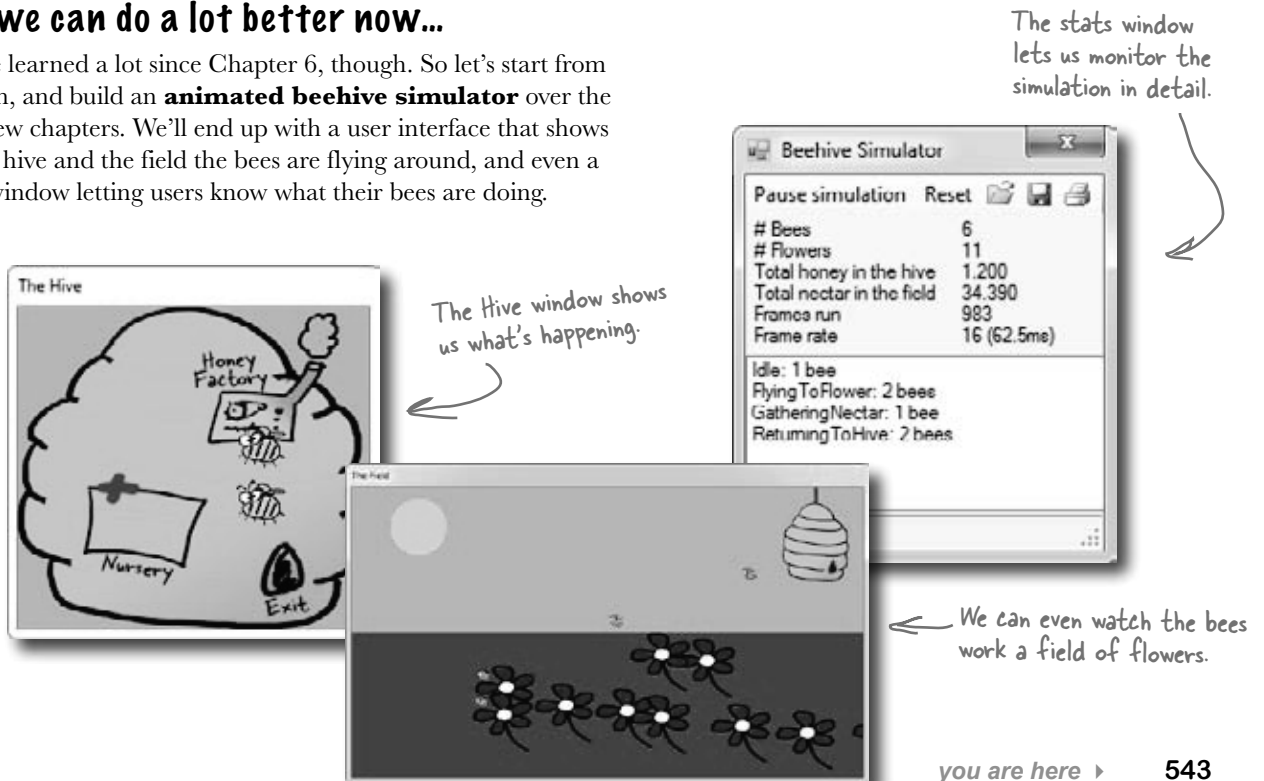 we can do a lot better now...
learned a lot since Chapter 6, though. So let's start from
, and build an animated beehive simulator over the
ew chapters. We'll end up with a user interface that shows
hive and the field the bees are flying around, and even a
window letting users know what their bees are doing.
The stats window
lets us monitor the
simulation in detail.
Beehive Simulator
x
Pause simulation Reset
# Bees 6
# Flowers 11
Total honey in the hive 1.200
Total nectar in the field 34.390
Frames run 983
Frame rate 16 (62.5ms)
Idle: 1 bee
FlyingToFlower: 2 bees
GatheringNectar: 1 bee
ReturningToHive: 2 bees
The Hive
Honey
Factory
Nursery
Exit
The Hive window shows
us what's happening.
The Field
We can even watch the bees
work a field of flowers.
you are here 543